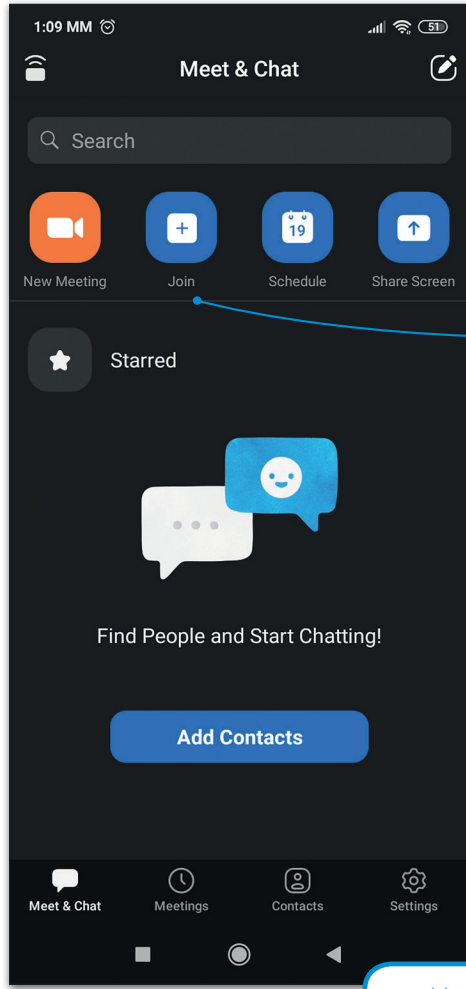 1:09 MM 51
Meet & Chat
Search
19
New Meeting Join Schedule Share Screen
Starred
Find People and Start Chatting!
Add Contacts
Meet & Chat Meetings Contacts Settings